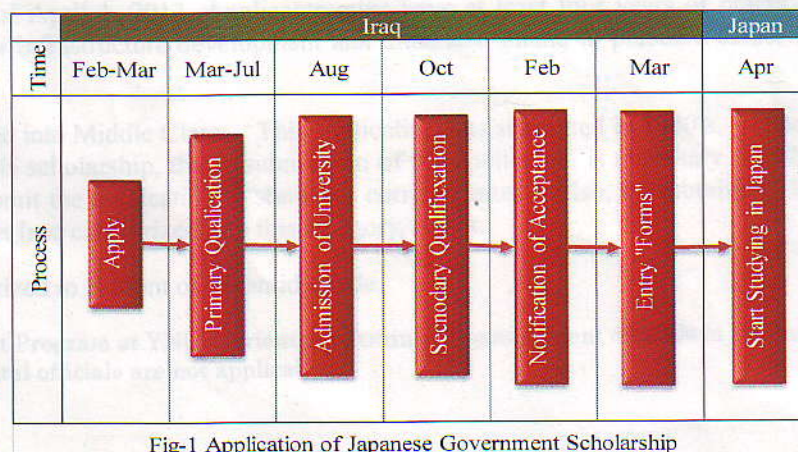 Iraq Japan
Time Feb-Mar Mar-Jul Aug Oct Feb Mar Apr
Process
Apply
Primary Qualication
Admission of University
Secnodary Qualifixation
Notification of Acceptance
Entry "Forms"
Start Studying in Japan
Fig-1 Application of Japanese Government Scholarship